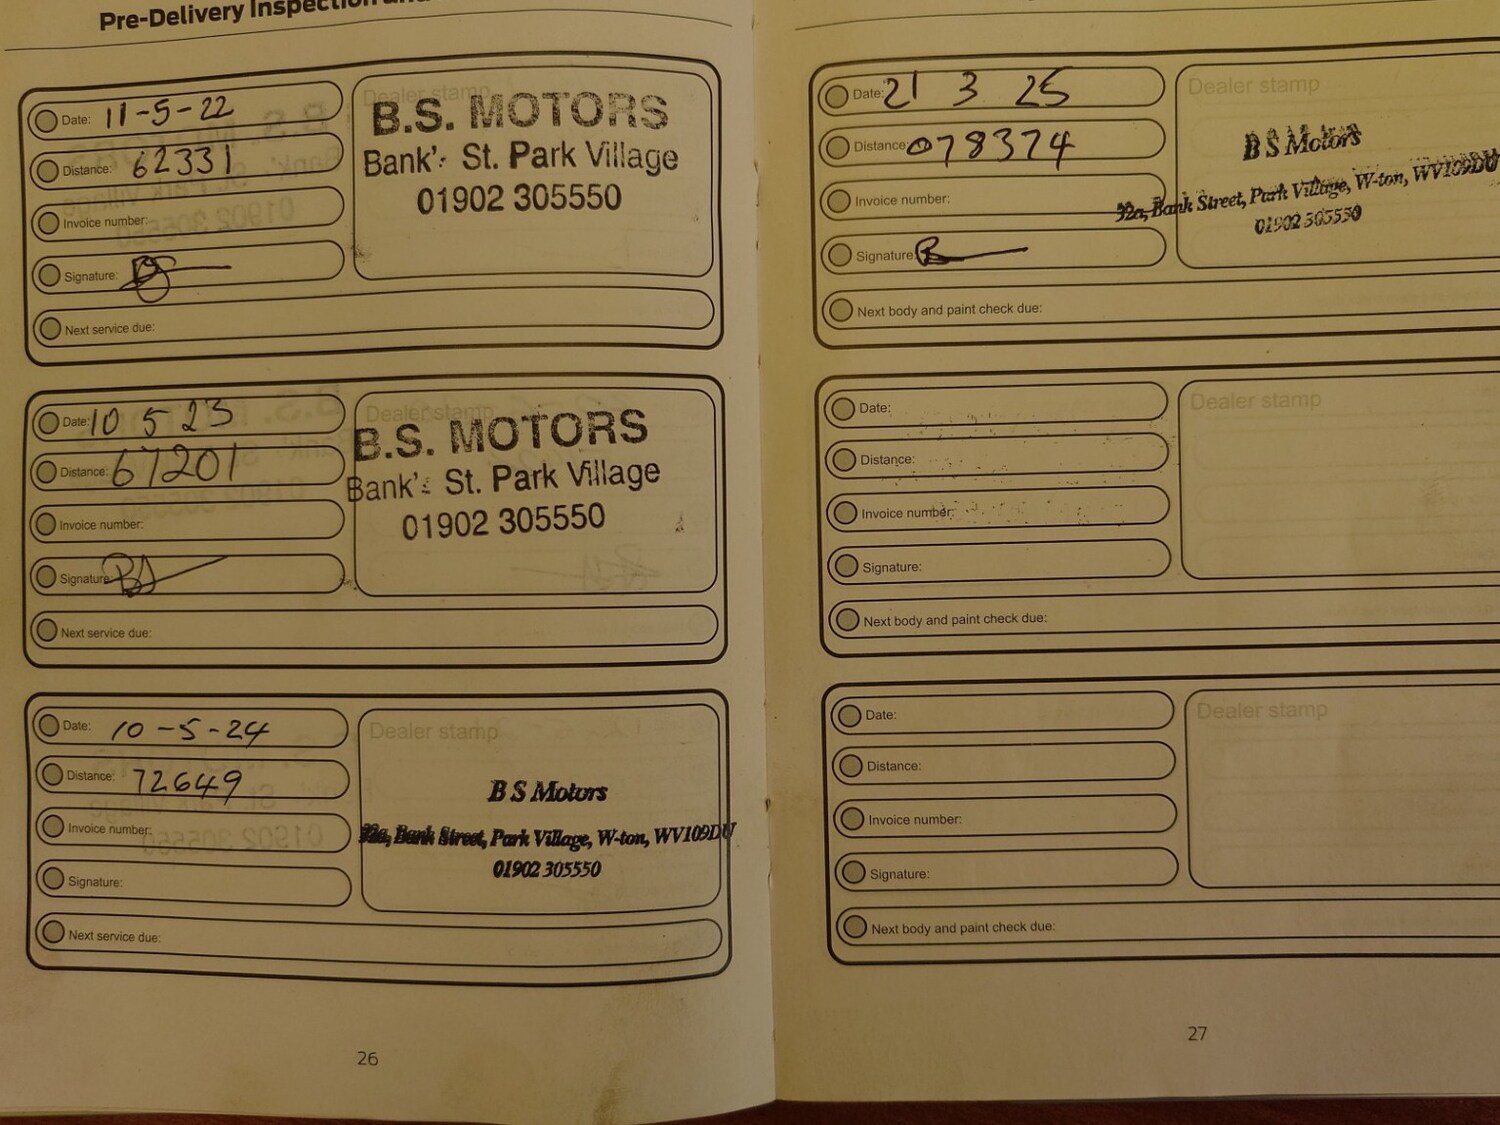 Pre-Delivery Inspection and
Date: 11-5-22
Distance: 62331
Invoice number:
Signature:
Next service due:
Dealer stamp
B.S. MOTORS
Bank's St. Park Village
01902 305550
Date: 10 5 23
Distance: 67201
Invoice number:
Signature:
Next service due:
Dealer stamp
B.S. MOTORS
Bank's St. Park Village
01902 305550
Date: 10-5-24
Distance: 72649
Invoice number:
Signature:
Next service due:
Dealer stamp
B S Motors
Bank Street, Park Village, W-ton, WV109DU
01902 305550
26
Date: 21 3 25
Distance: 078374
Invoice number:
Signature:
Next body and paint check due:
Dealer stamp
B S Motors
32a, Bank Street, Park Village, W-ton, WV109DU
01902 305550
Date:
Distance:
Invoice number:
Signature:
Next body and paint check due:
Dealer stamp
Date:
Distance:
Invoice number:
Signature:
Next body and paint check due:
Dealer stamp
27